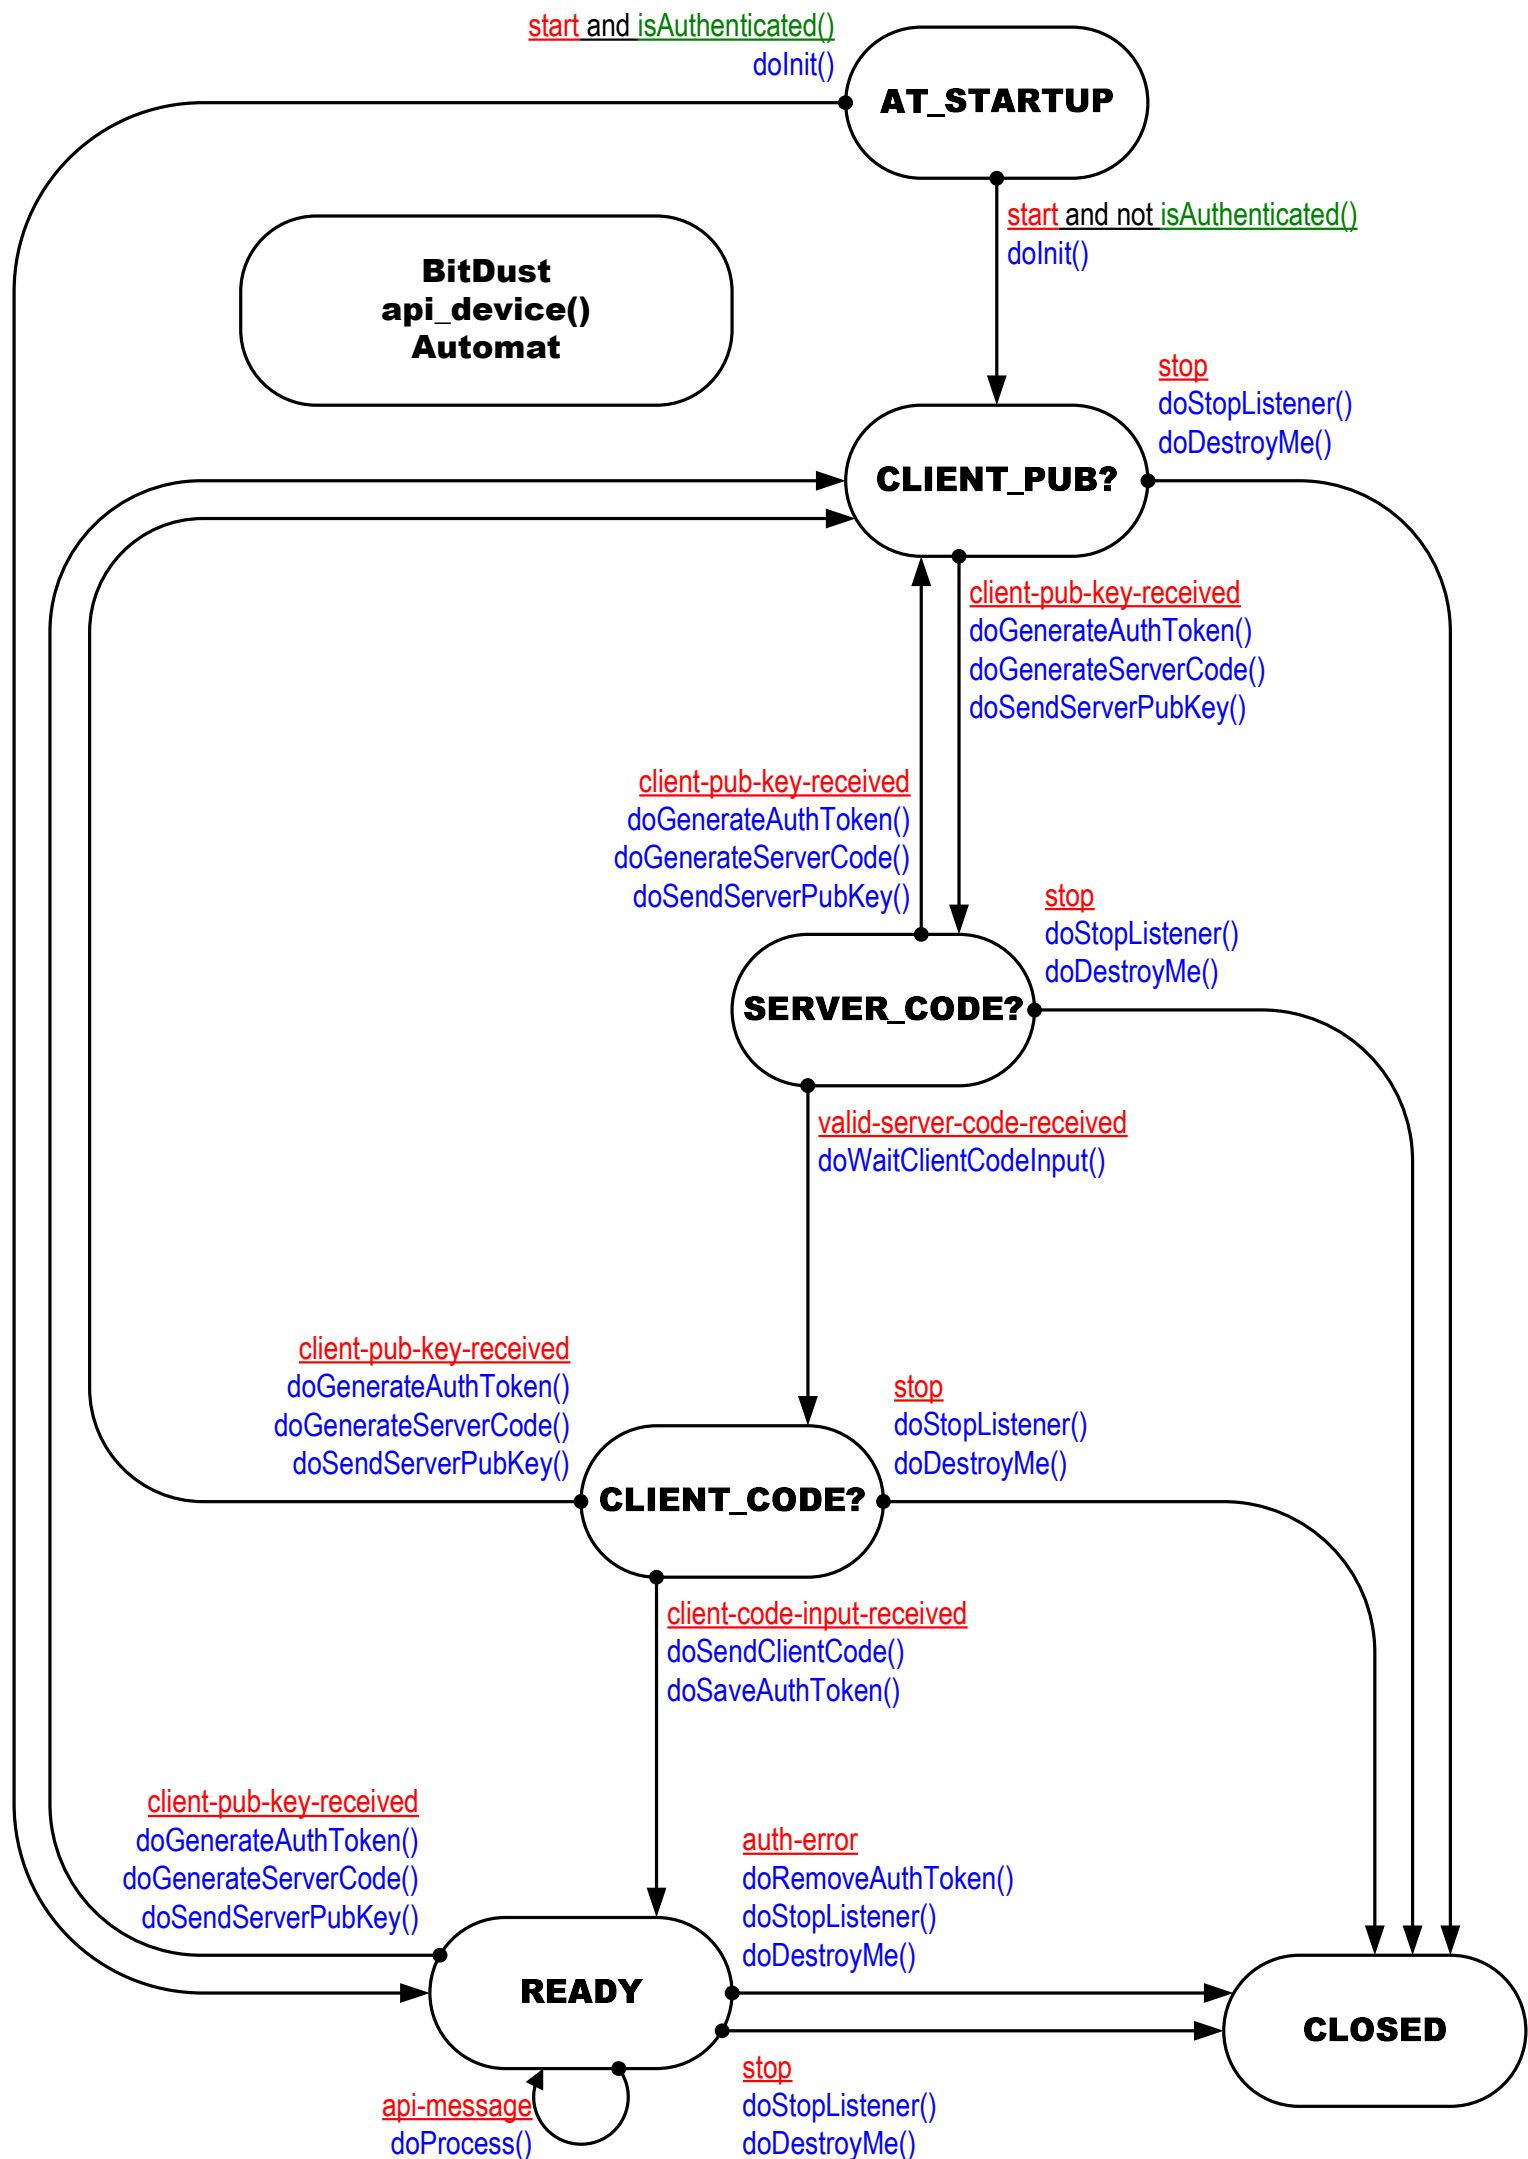 start and isAuthenticated()
doInit()
AT_STARTUP
start and not isAuthenticated()
doInit()
BitDust
api_device()
Automat
stop
doStopListener()
doDestroyMe()
CLIENT_PUB?
client-pub-key-received
doGenerateAuthToken()
doGenerateServerCode()
doSendServerPubKey()
client-pub-key-received
doGenerateAuthToken()
doGenerateServerCode()
doSendServerPubKey()
stop
doStopListener()
doDestroyMe()
SERVER_CODE?
valid-server-code-received
doWaitClientCodeInput()
client-pub-key-received
doGenerateAuthToken()
doGenerateServerCode()
doSendServerPubKey()
stop
doStopListener()
doDestroyMe()
CLIENT_CODE?
client-code-input-received
doSendClientCode()
doSaveAuthToken()
client-pub-key-received
doGenerateAuthToken()
doGenerateServerCode()
doSendServerPubKey()
auth-error
doRemoveAuthToken()
doStopListener()
doDestroyMe()
READY
CLOSED
stop
doStopListener()
doDestroyMe()
api-message
doProcess()